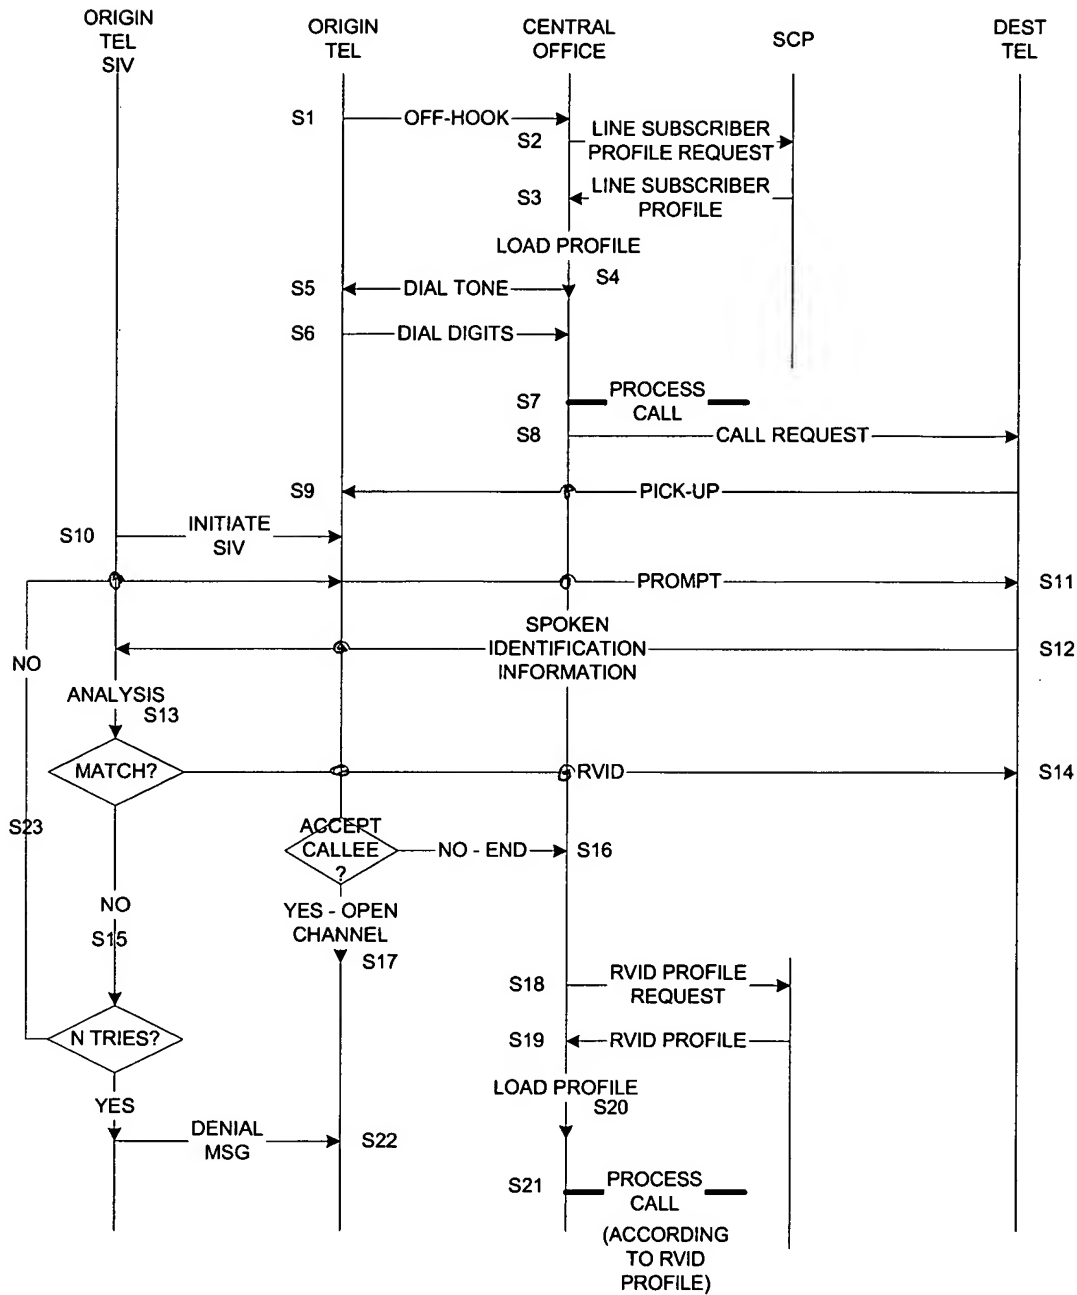 ORIGIN
TEL
SIV
ORIGIN
TEL
CENTRAL
OFFICE
SCP
DEST
TEL
S1
OFF-HOOK
S2
LINE SUBSCRIBER
PROFILE REQUEST
S3
LINE SUBSCRIBER
PROFILE
LOAD PROFILE
S4
S5
DIAL TONE
S6
DIAL DIGITS
S7
PROCESS
CALL
S8
CALL REQUEST
S9
PICK-UP
S10
INITIATE
SIV
PROMPT
S11
SPOKEN
IDENTIFICATION
INFORMATION
S12
NO
ANALYSIS
S13
MATCH?
RVID
S14
S23
ACCEPT
CALLEE
?
NO - END
S16
NO
S15
YES - OPEN
CHANNEL
S17
S18
RVID PROFILE
REQUEST
N TRIES?
S19
RVID PROFILE
LOAD PROFILE
S20
YES
DENIAL
MSG
S22
S21
PROCESS
CALL
(ACCORDING
TO RVID
PROFILE)